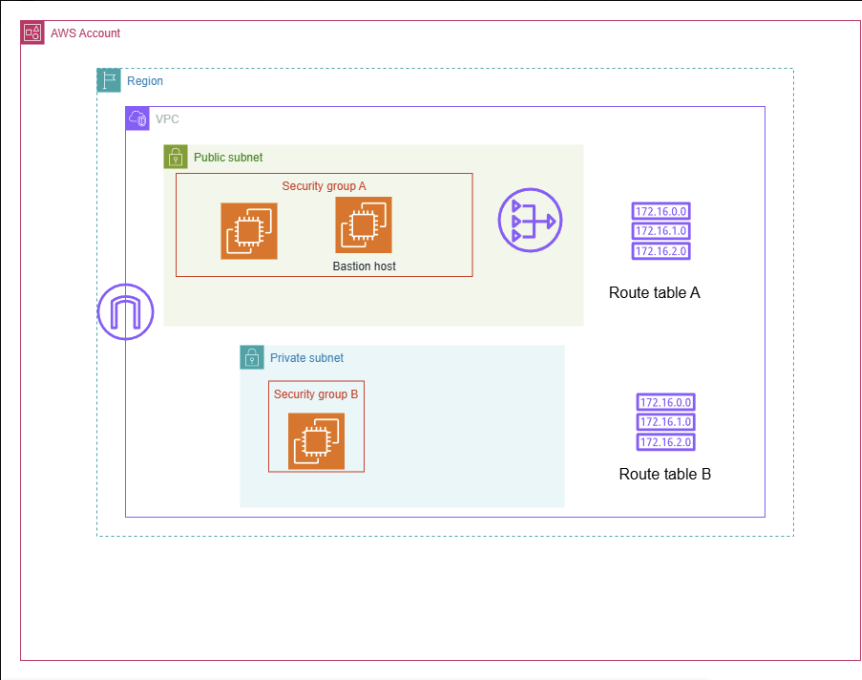 AWS Account
Region
VPC
Public subnet
Security group A
Bastion host
172.16.0.0
172.16.1.0
172.16.2.0
Route table A
Private subnet
Security group B
172.16.0.0
172.16.1.0
172.16.2.0
Route table B